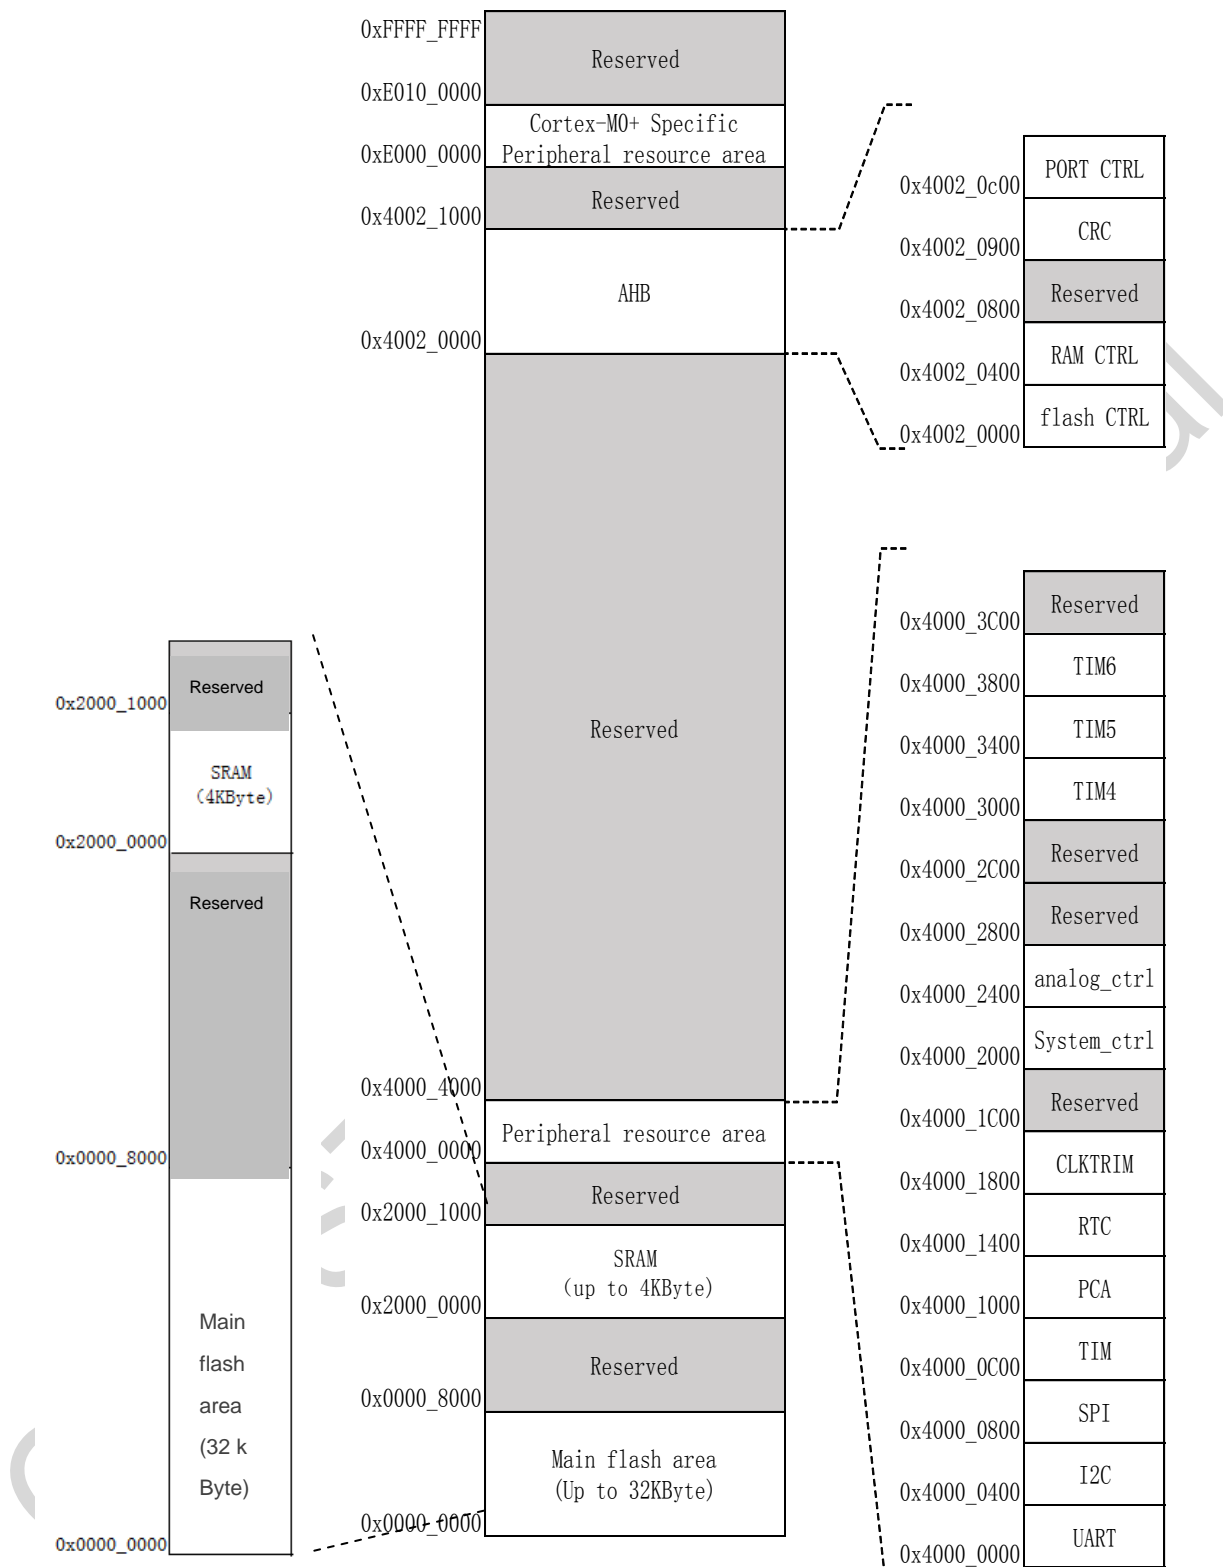 0xFFFF_FFFF
Reserved
0xE010_0000
Cortex-M0+ Specific
Peripheral resource area
0xE000_0000
Reserved
0x4002_1000
AHB
0x4002_0000
Reserved
0x4000_4000
Peripheral resource area
0x4000_0000
Reserved
0x2000_1000
SRAM
(up to 4KByte)
0x2000_0000
Reserved
0x0000_8000
Main flash area
(Up to 32KByte)
0x0000_0000
Reserved
0x2000_1000
SRAM
(4KByte)
0x2000_0000
Reserved
0x0000_8000
Main
flash
area
(32 k
Byte)
0x0000_0000
PORT CTRL
0x4002_0c00
CRC
0x4002_0900
Reserved
0x4002_0800
RAM CTRL
0x4002_0400
flash CTRL
0x4002_0000
Reserved
0x4000_3C00
TIM6
0x4000_3800
TIM5
0x4000_3400
TIM4
0x4000_3000
Reserved
0x4000_2C00
Reserved
0x4000_2800
analog_ctrl
0x4000_2400
System_ctrl
0x4000_2000
Reserved
0x4000_1C00
CLKTRIM
0x4000_1800
RTC
0x4000_1400
PCA
0x4000_1000
TIM
0x4000_0C00
SPI
0x4000_0800
I2C
0x4000_0400
UART
0x4000_0000